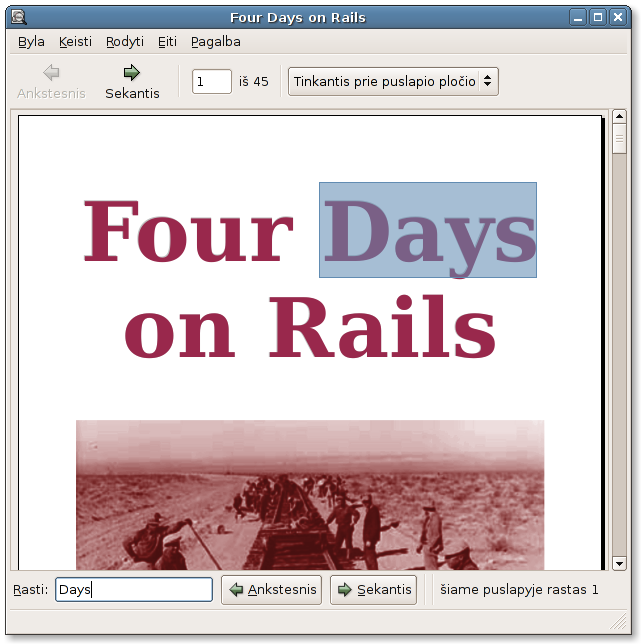 Four Days on Rails
Byla Keisti Rodyti Eiti Pagalba
Ankstesnis Sekantis 1 iš 45 Tinkantis prie puslapio pločio
Four Days
on Rails
Rasti: Days Ankstesnis Sekantis šiame puslapyje rastas 1